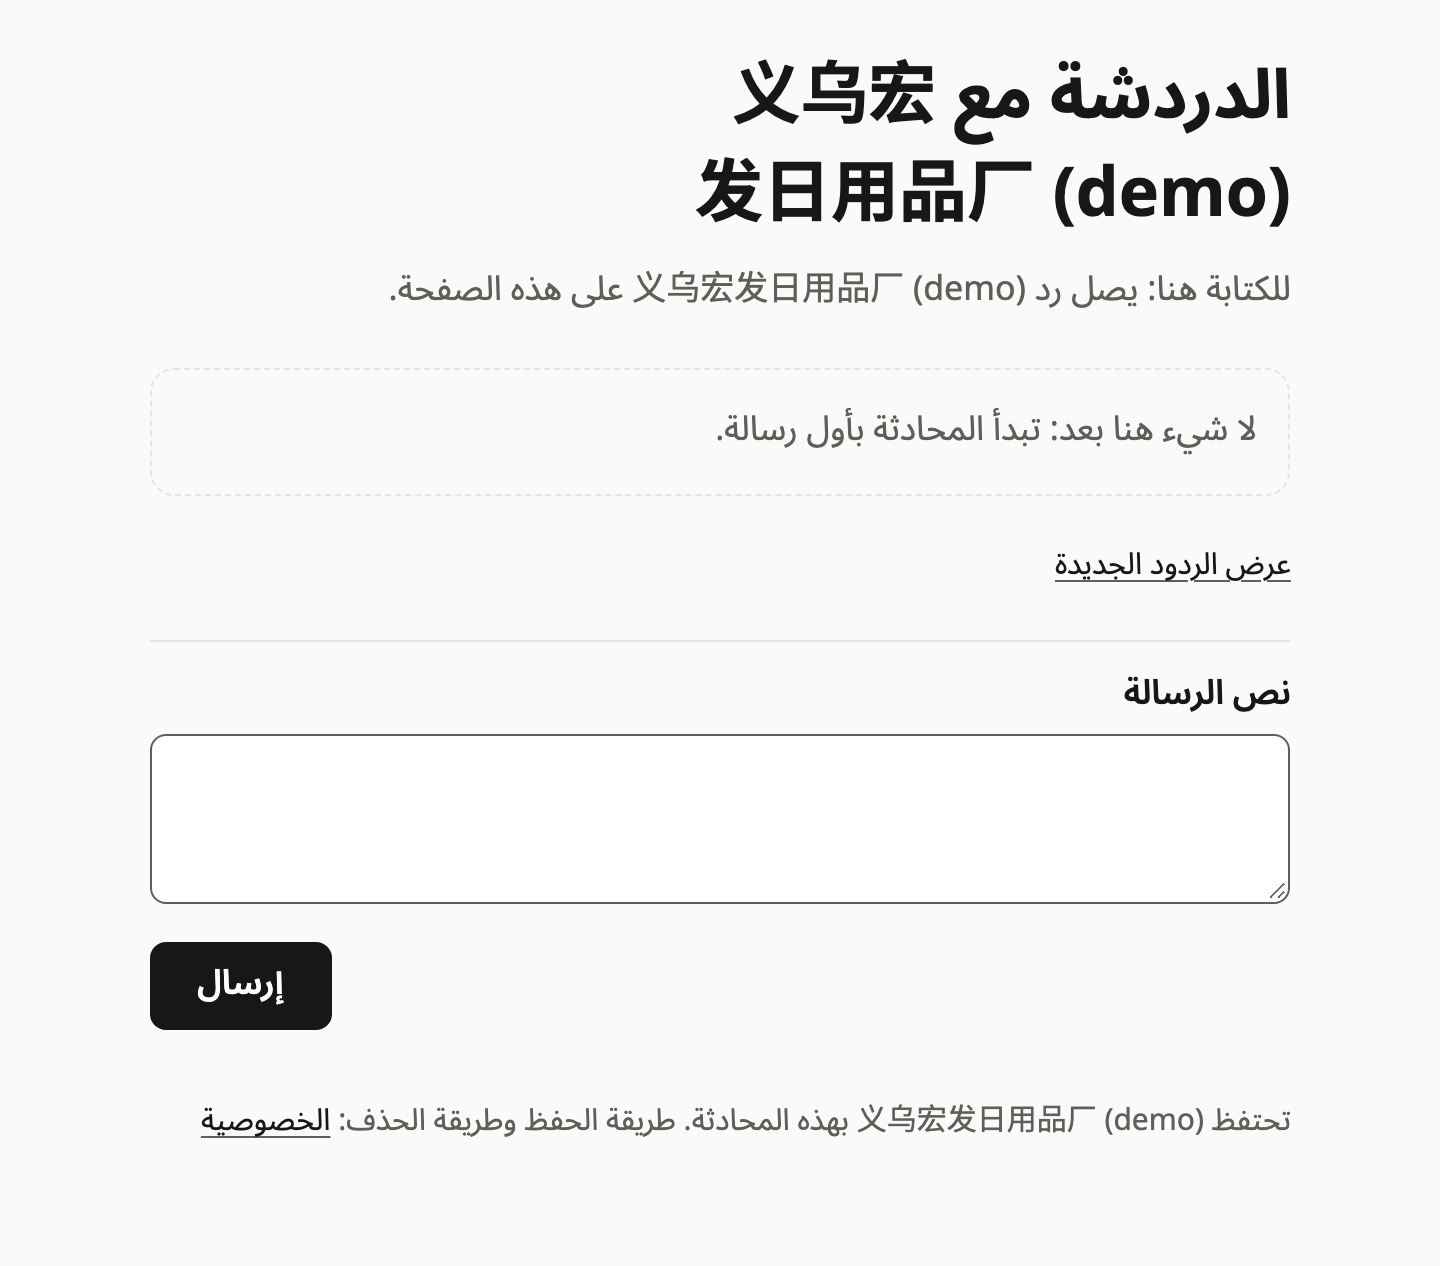 الدردشة مع 义乌宏
发日用品厂 (demo)
للكتابة هنا: يصل رد 义乌宏发日用品厂 (demo) على هذه الصفحة.
لا شيء هنا بعد: تبدأ المحادثة بأول رسالة.
عرض الردود الجديدة
نص الرسالة
إرسال
تحتفظ 义乌宏发日用品厂 (demo) بهذه المحادثة. طريقة الحفظ وطريقة الحذف: الخصوصية